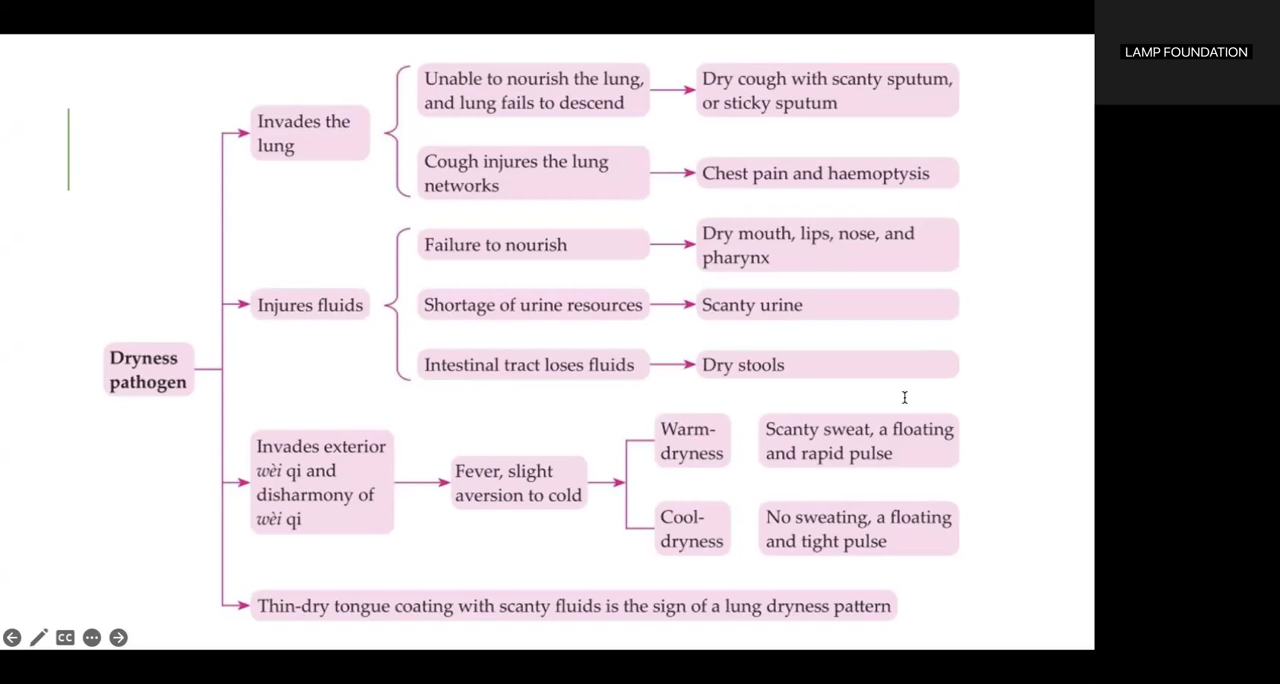 LAMP FOUNDATION
Unable to nourish the lung,
and lung fails to descend
Dry cough with scanty sputum,
or sticky sputum
Invades the
lung
Cough injures the lung
networks
Chest pain and haemoptysis
Failure to nourish
Dry mouth, lips, nose, and
pharynx
Injures fluids
Shortage of urine resources
Scanty urine
Intestinal tract loses fluids
Dry stools
Dryness
pathogen
Invades exterior
wèi qi and
disharmony of
wèi qi
Fever, slight
aversion to cold
Warm-
dryness
Scanty sweat, a floating
and rapid pulse
Cool-
dryness
No sweating, a floating
and tight pulse
Thin-dry tongue coating with scanty fluids is the sign of a lung dryness pattern
CC